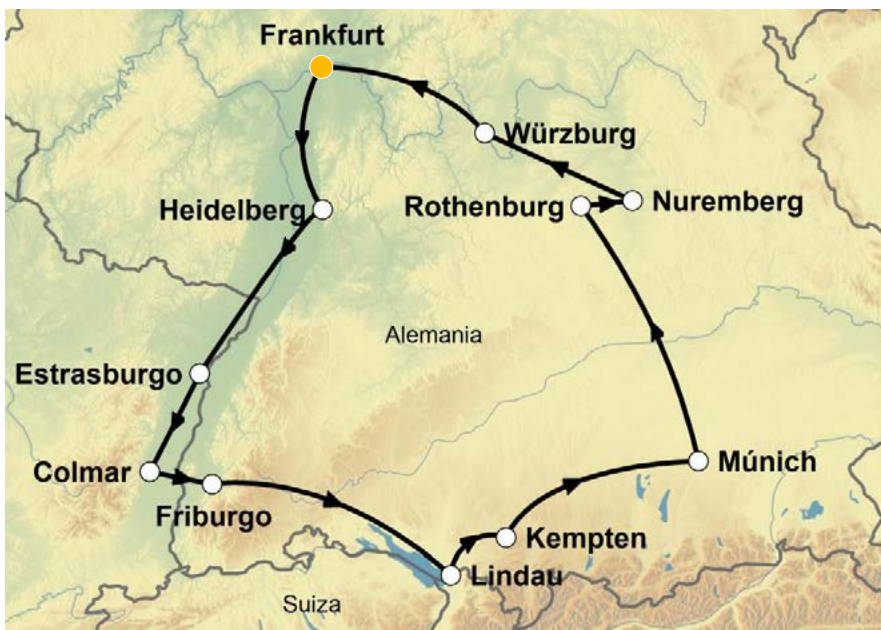 Frankfurt
Würzburg
Heidelberg
Rothenburg
Nuremberg
Alemania
Estrasburgo
Colmar
Múnich
Friburgo
Kempten
Lindau
Suiza